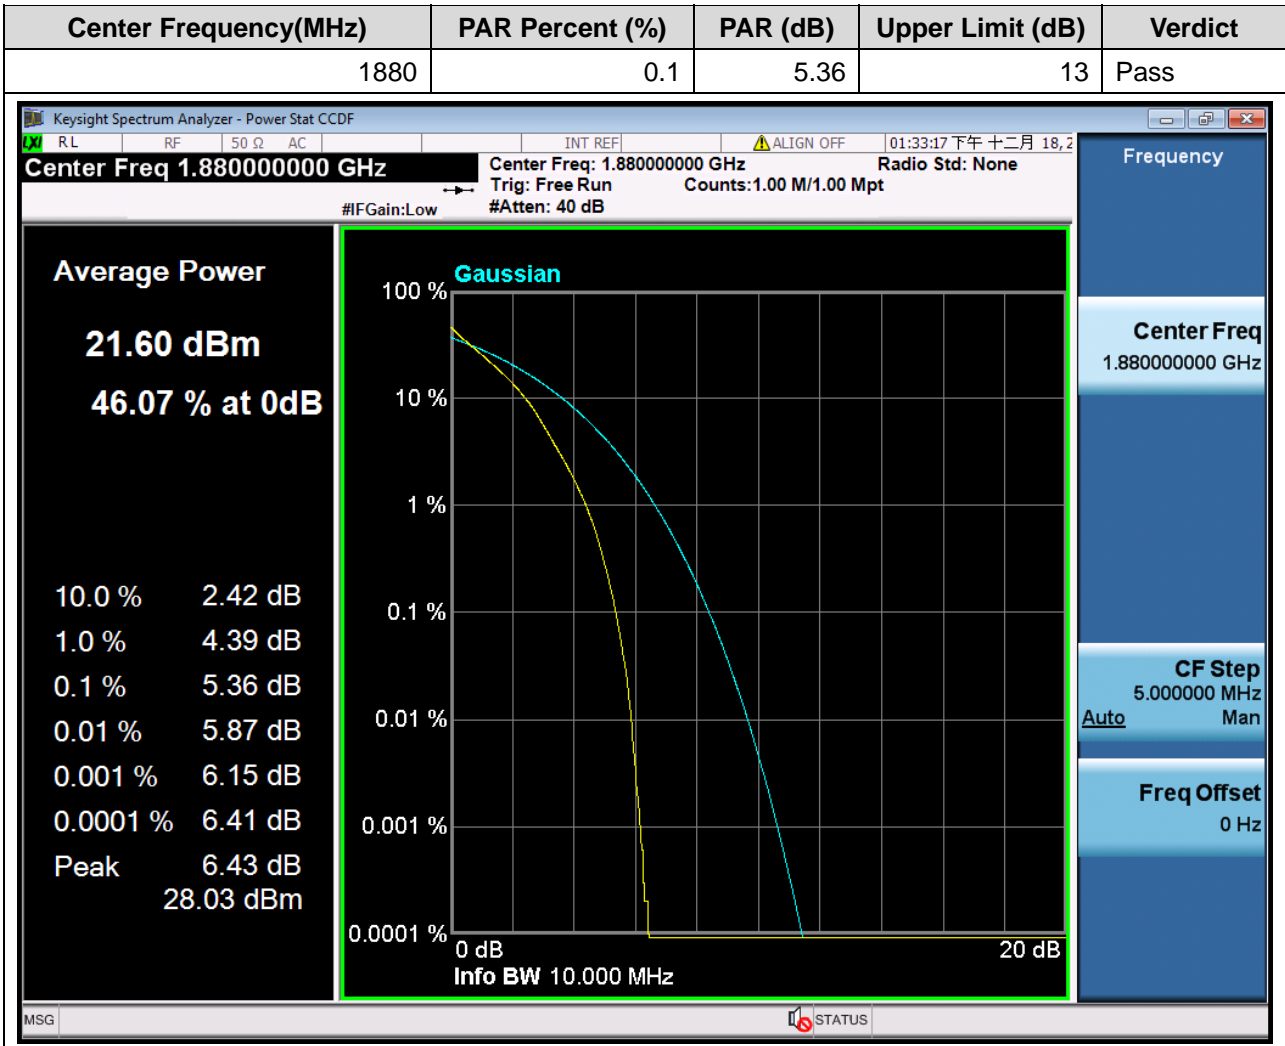 Center Frequency(MHz) PAR Percent (%) PAR (dB) Upper Limit (dB) Verdict
1880 0.1 5.36 13 Pass
Keysight Spectrum Analyzer - Power Stat CCDF
LXI RL RF 50 Ω AC INT REF ALIGN OFF 01:33:17 下午 十二月 18, 2
Center Freq 1.880000000 GHz
Center Freq: 1.880000000 GHz Radio Std: None
Trig: Free Run Counts:1.00 M/1.00 Mpt
#IFGain:Low #Atten: 40 dB
Average Power
21.60 dBm
46.07 % at 0dB
10.0 % 2.42 dB
1.0 % 4.39 dB
0.1 % 5.36 dB
0.01 % 5.87 dB
0.001 % 6.15 dB
0.0001 % 6.41 dB
Peak 6.43 dB
28.03 dBm
Gaussian
100 %
10 %
1 %
0.1 %
0.01 %
0.001 %
0.0001 %
0 dB 20 dB
Info BW 10.000 MHz
Frequency
Center Freq
1.880000000 GHz
CF Step
5.000000 MHz
Auto Man
Freq Offset
0 Hz
MSG STATUS